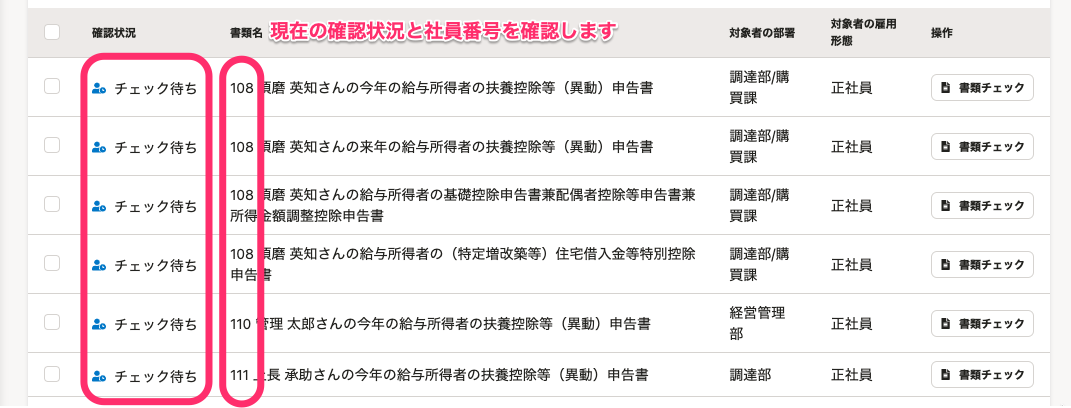 確認状況 書類名 現在の確認状況と社員番号を確認します 対象者の部署 対象者の雇用
形態 操作
チェック待ち 108 須磨 英知さんの今年の給与所得者の扶養控除等（異動）申告書 調達部/購
買課 正社員 書類チェック
チェック待ち 108 須磨 英知さんの来年の給与所得者の扶養控除等（異動）申告書 調達部/購
買課 正社員 書類チェック
チェック待ち 108 須磨 英知さんの給与所得者の基礎控除申告書兼配偶者控除等申告書兼
所得金額調整控除申告書 調達部/購
買課 正社員 書類チェック
チェック待ち 108 須磨 英知さんの給与所得者の（特定増改築等）住宅借入金等特別控除
申告書 調達部/購
買課 正社員 書類チェック
チェック待ち 110 管理 太郎さんの今年の給与所得者の扶養控除等（異動）申告書 経営管理
部 正社員 書類チェック
チェック待ち 111 上長 承助さんの今年の給与所得者の扶養控除等（異動）申告書 調達部 正社員 書類チェック